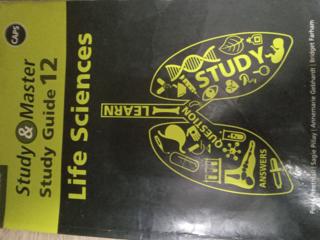 CAPS
Study & Master
Study Guide 12
Life Sciences
STUDY
LEARN
QUESTION
ANSWERS
Sagie Pillay | Annemarie Gebhardt | Bridget Farham